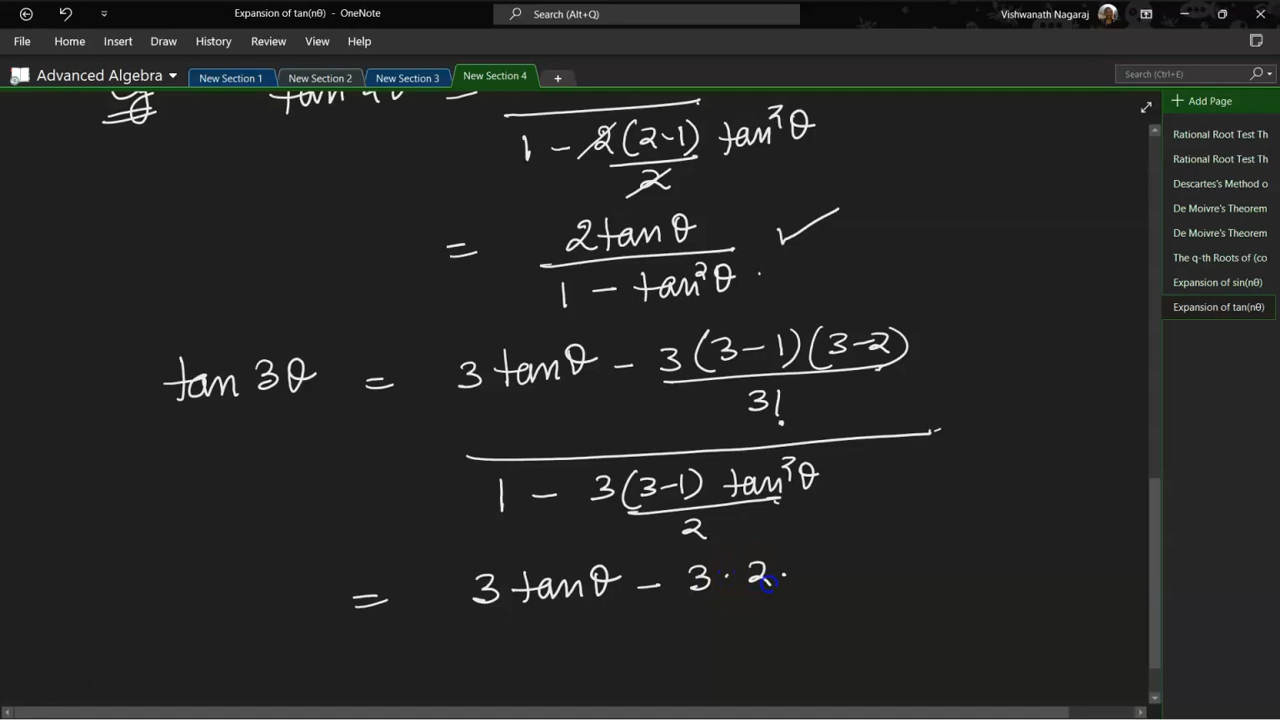 Expansion of tan(nθ) - OneNote
Search (Alt+Q)
Vishwanath Nagaraj
File Home Insert Draw History Review View Help
Advanced Algebra New Section 1 New Section 2 New Section 3 New Section 4 +
Search (Ctrl+E)
+ Add Page
Rational Root Test Th
Rational Root Test Th
Descartes's Method o
De Moivre's Theorem
De Moivre's Theorem
The q-th Roots of (co
Expansion of sin(nθ)
Expansion of tan(nθ)
1 - 2(2-1) tan²θ
2
= 2tanθ ✓
1 - tan²θ.
tan 3θ = 3 tanθ - 3(3-1)(3-2)
3!
1 - 3(3-1) tan²θ
2
= 3 tanθ - 3 · 2 ·